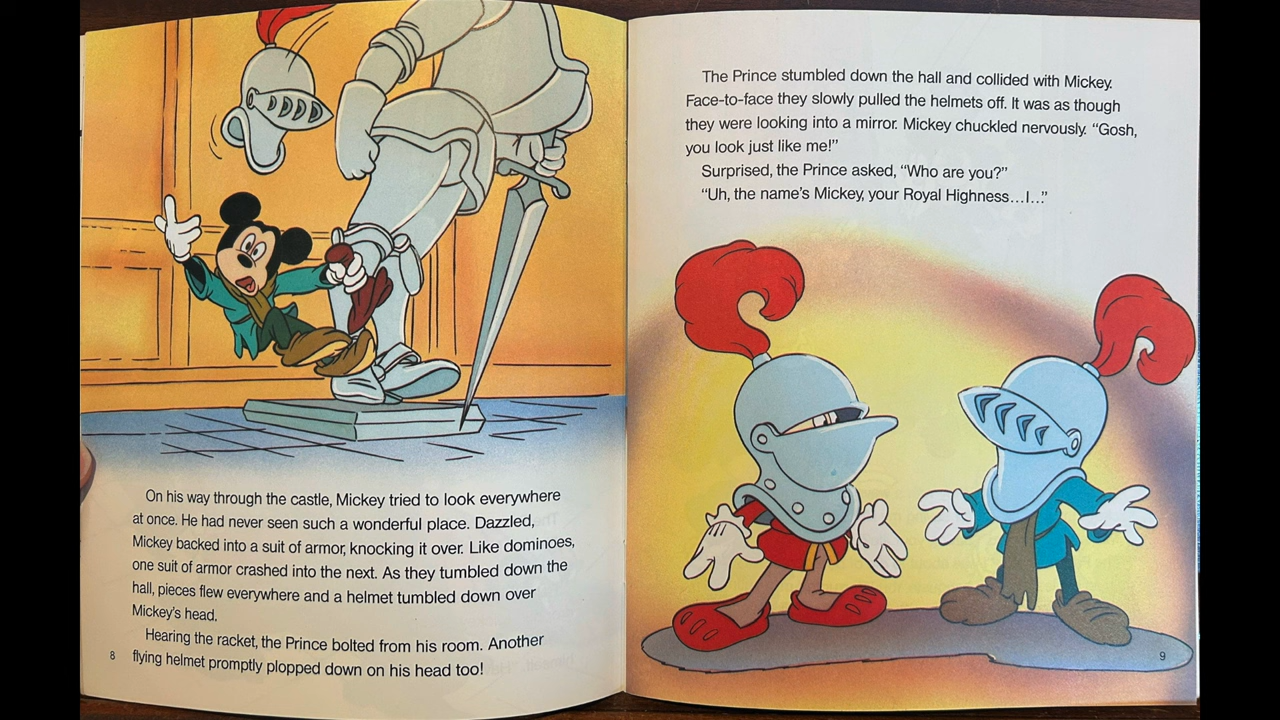 On his way through the castle, Mickey tried to look everywhere
at once. He had never seen such a wonderful place. Dazzled,
Mickey backed into a suit of armor, knocking it over. Like dominoes,
one suit of armor crashed into the next. As they tumbled down the
hall, pieces flew everywhere and a helmet tumbled down over
Mickey's head.
Hearing the racket, the Prince bolted from his room. Another
flying helmet promptly plopped down on his head too!
8
The Prince stumbled down the hall and collided with Mickey.
Face-to-face they slowly pulled the helmets off. It was as though
they were looking into a mirror. Mickey chuckled nervously. “Gosh,
you look just like me!”
Surprised, the Prince asked, “Who are you?”
“Uh, the name's Mickey, your Royal Highness...I...”
9